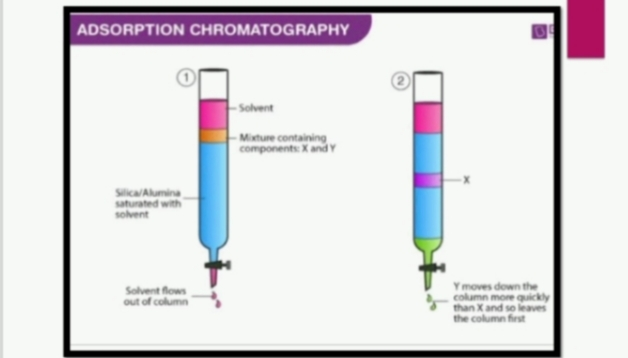 ADSORPTION CHROMATOGRAPHY
1
Solvent
Mixture containing
components: X and Y
Silica/Alumina
saturated with
solvent
Solvent flows
out of column
2
X
Y moves down the
column more quickly
than X and so leaves
the column first